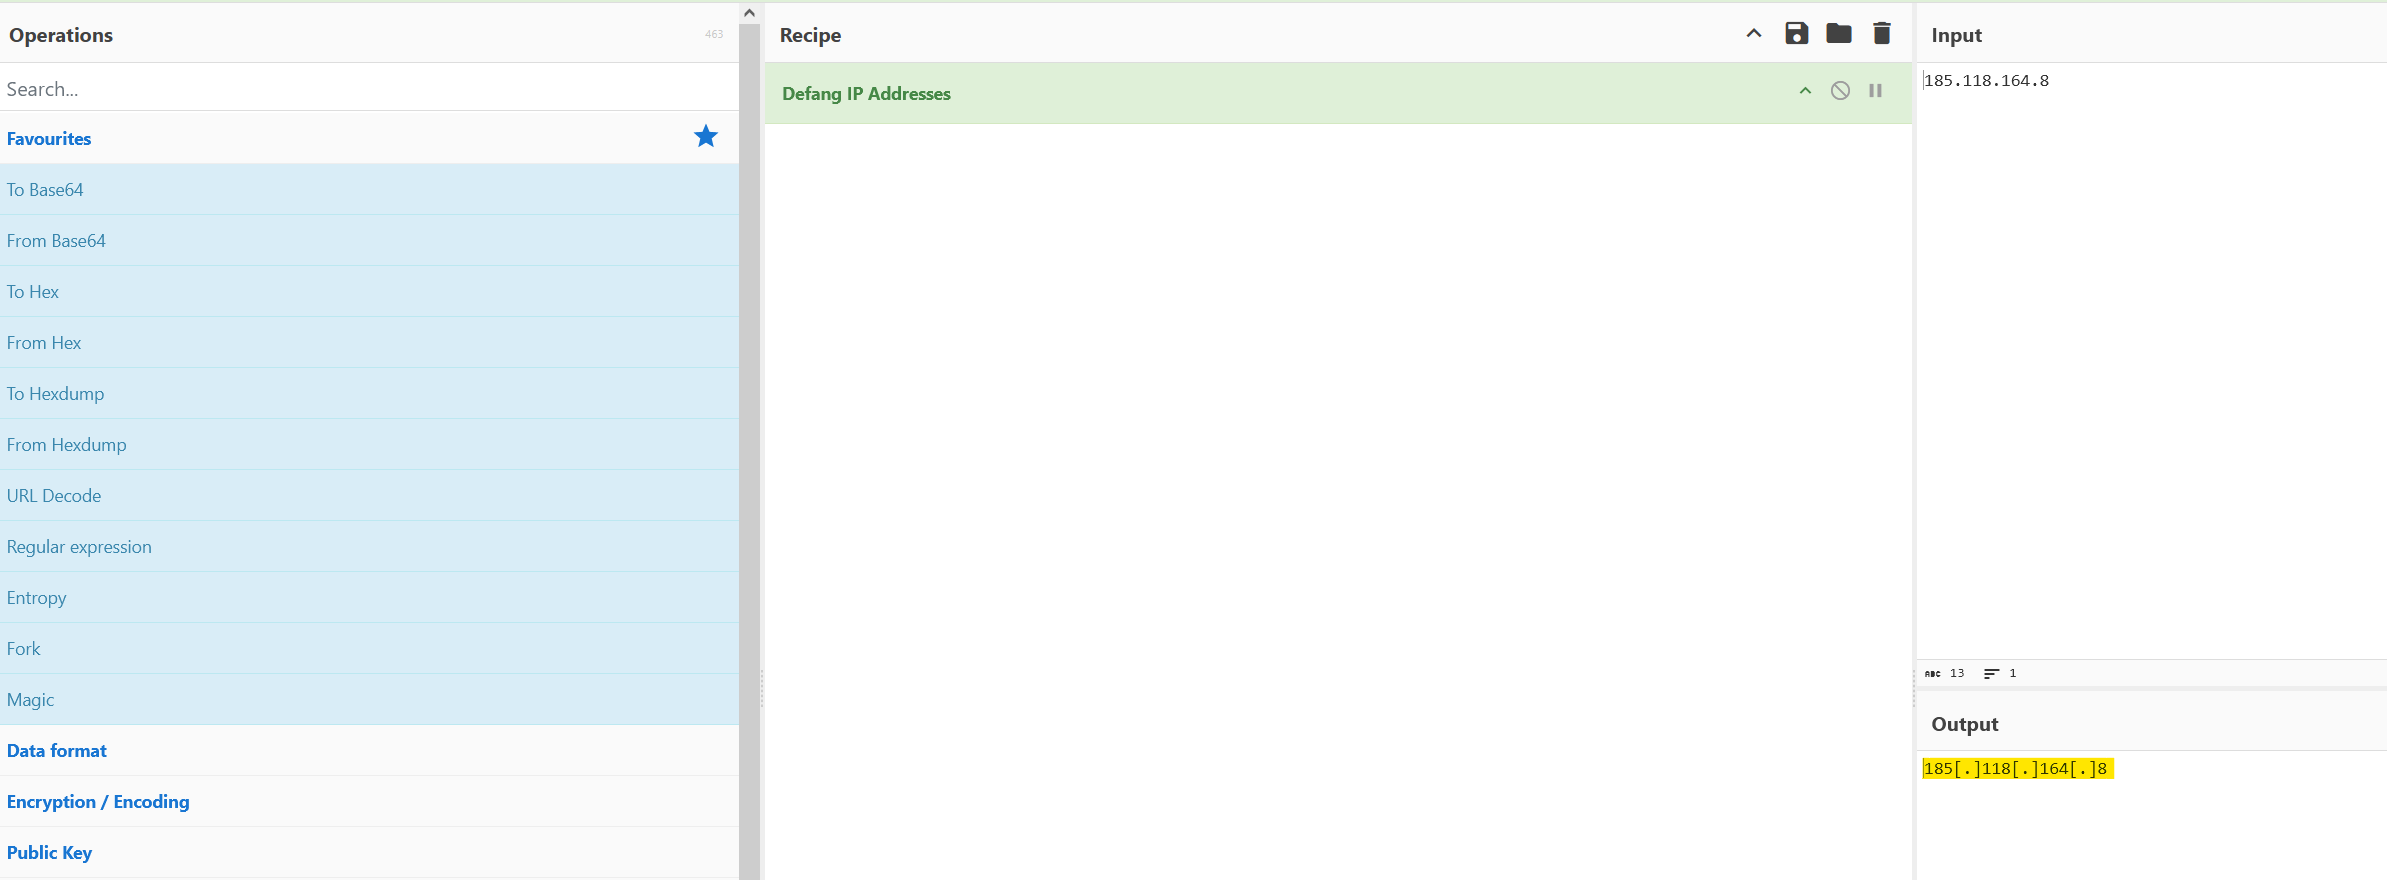 Operations
463
Search...
Favourites
To Base64
From Base64
To Hex
From Hex
To Hexdump
From Hexdump
URL Decode
Regular expression
Entropy
Fork
Magic
Data format
Encryption / Encoding
Public Key
Recipe
Defang IP Addresses
Input
185.118.164.8
ABC 13 1
Output
185[.]118[.]164[.]8